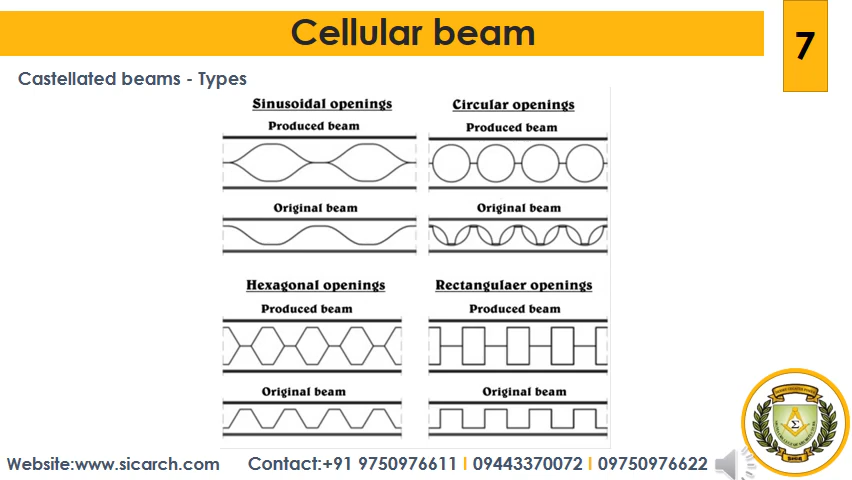 Cellular beam
7
Castellated beams - Types
Sinusoidal openings
Produced beam
Original beam
Circular openings
Produced beam
Original beam
Hexagonal openings
Produced beam
Original beam
Rectangulaer openings
Produced beam
Original beam
Σ
Website:www.sicarch.com Contact:+91 9750976611 I 09443370072 I 09750976622